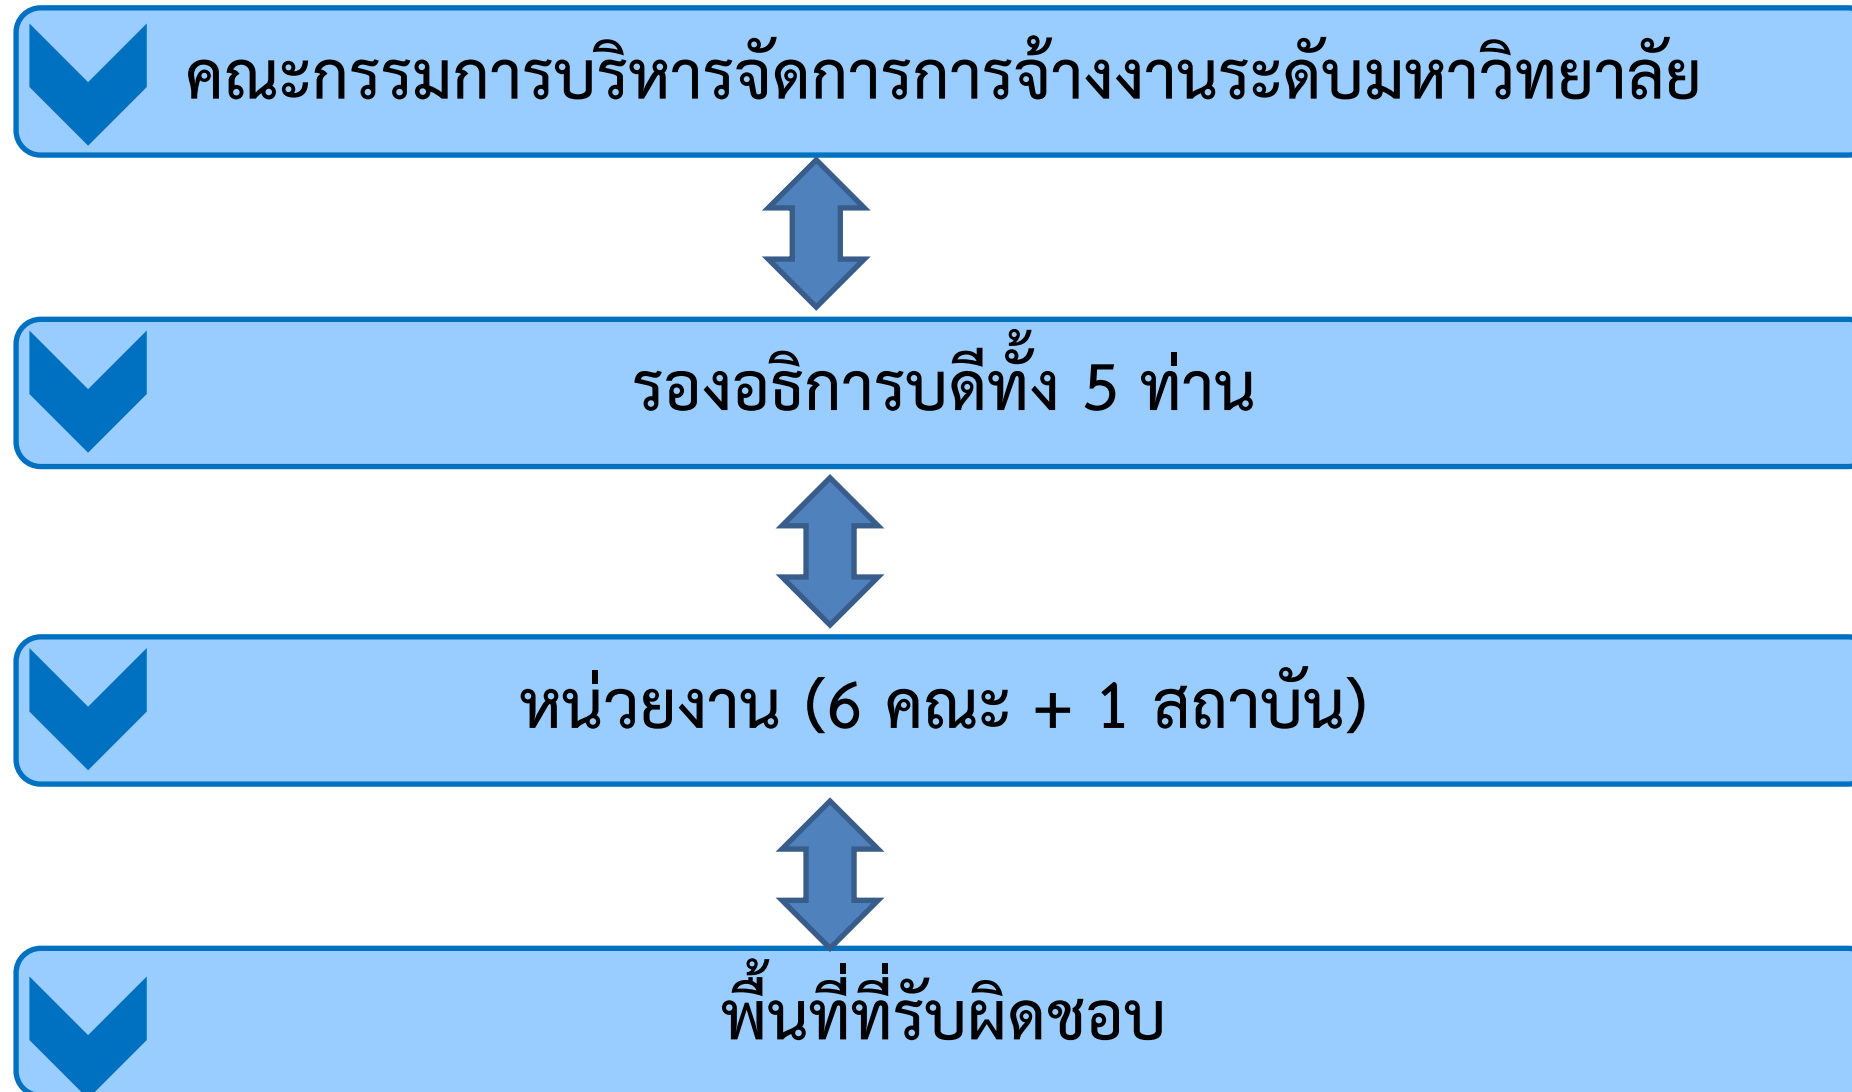 คณะกรรมการบริหารจัดการการจ้างงานระดับมหาวิทยาลัย
รองอธิการบดีทั้ง 5 ท่าน
หน่วยงาน (6 คณะ + 1 สถาบัน)
พื้นที่ที่รับผิดชอบ